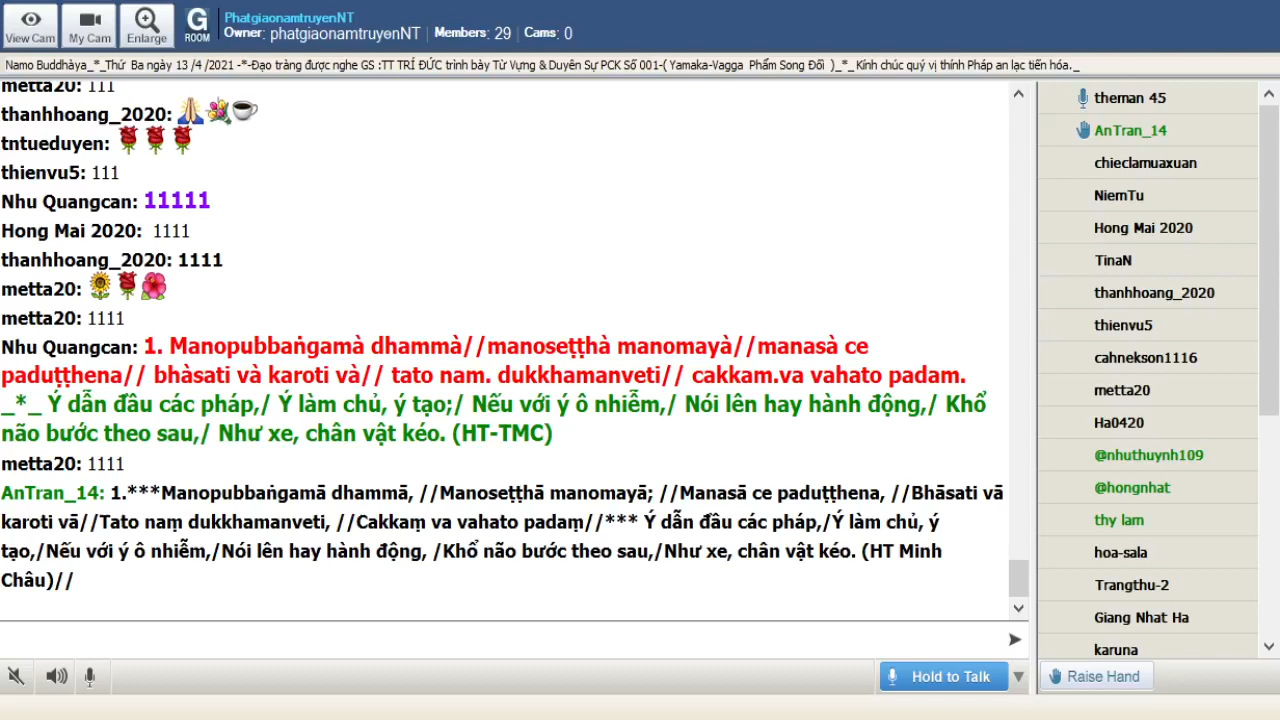 View Cam
My Cam
Enlarge
G
ROOM
PhatgiaonamtruyenNT
Owner: phatgiaonamtruyenNT | Members: 29 | Cams: 0
Namo Buddhàya_*_Thứ Ba ngày 13 /4 /2021 -*-Đạo tràng được nghe GS :TT TRÍ ĐỨC trình bày Từ Vựng & Duyên Sự PCK Số 001-( Yamaka-Vagga Phẩm Song Đối )_*_ Kính chúc quý vị thính Pháp an lạc tiến hóa._
metta20: 111
thanhhoang_2020:
tntueduyen:
thienvu5: 111
Nhu Quangcan: 11111
Hong Mai 2020: 1111
thanhhoang_2020: 1111
metta20:
metta20: 1111
Nhu Quangcan: 1. Manopubbaṅgamà dhammà//manoseṭṭhà manomayà//manasà ce
paduṭṭhena// bhàsati và karoti và// tato nam. dukkhamanveti// cakkam.va vahato padam.
_*_ Ý dẫn đầu các pháp,/ Ý làm chủ, ý tạo;/ Nếu với ý ô nhiễm,/ Nói lên hay hành động,/ Khổ
não bước theo sau,/ Như xe, chân vật kéo. (HT-TMC)
metta20: 1111
AnTran_14: 1.***Manopubbaṅgamā dhammā, //Manoseṭṭhā manomayā; //Manasā ce paduṭṭhena, //Bhāsati vā
karoti vā//Tato naṃ dukkhamanveti, //Cakkaṃ va vahato padaṃ//*** Ý dẫn đầu các pháp,/Ý làm chủ, ý
tạo,/Nếu với ý ô nhiễm,/Nói lên hay hành động, /Khổ não bước theo sau,/Như xe, chân vật kéo. (HT Minh
Châu)//
theman 45
AnTran_14
chieclamuaxuan
NiemTu
Hong Mai 2020
TinaN
thanhhoang_2020
thienvu5
cahnekson1116
metta20
Ha0420
@nhuthuynh109
@hongnhat
thy lam
hoa-sala
Trangthu-2
Giang Nhat Ha
karuna
Hold to Talk
Raise Hand